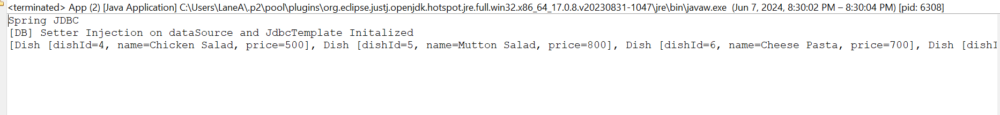 <terminated> App (2) [Java Application] C:\Users\LaneA\.p2\pool\plugins\org.eclipse.justj.openjdk.hotspot.jre.full.win32.x86_64_17.0.8.v20230831-1047\jre\bin\javaw.exe (Jun 7, 2024, 8:30:02 PM – 8:30:04 PM) [pid: 6308]
Spring JDBC
[DB] Setter Injection on dataSource and JdbcTemplate Initalized
[Dish [dishId=4, name=Chicken Salad, price=500], Dish [dishId=5, name=Mutton Salad, price=800], Dish [dishId=6, name=Cheese Pasta, price=700], Dish [dishI